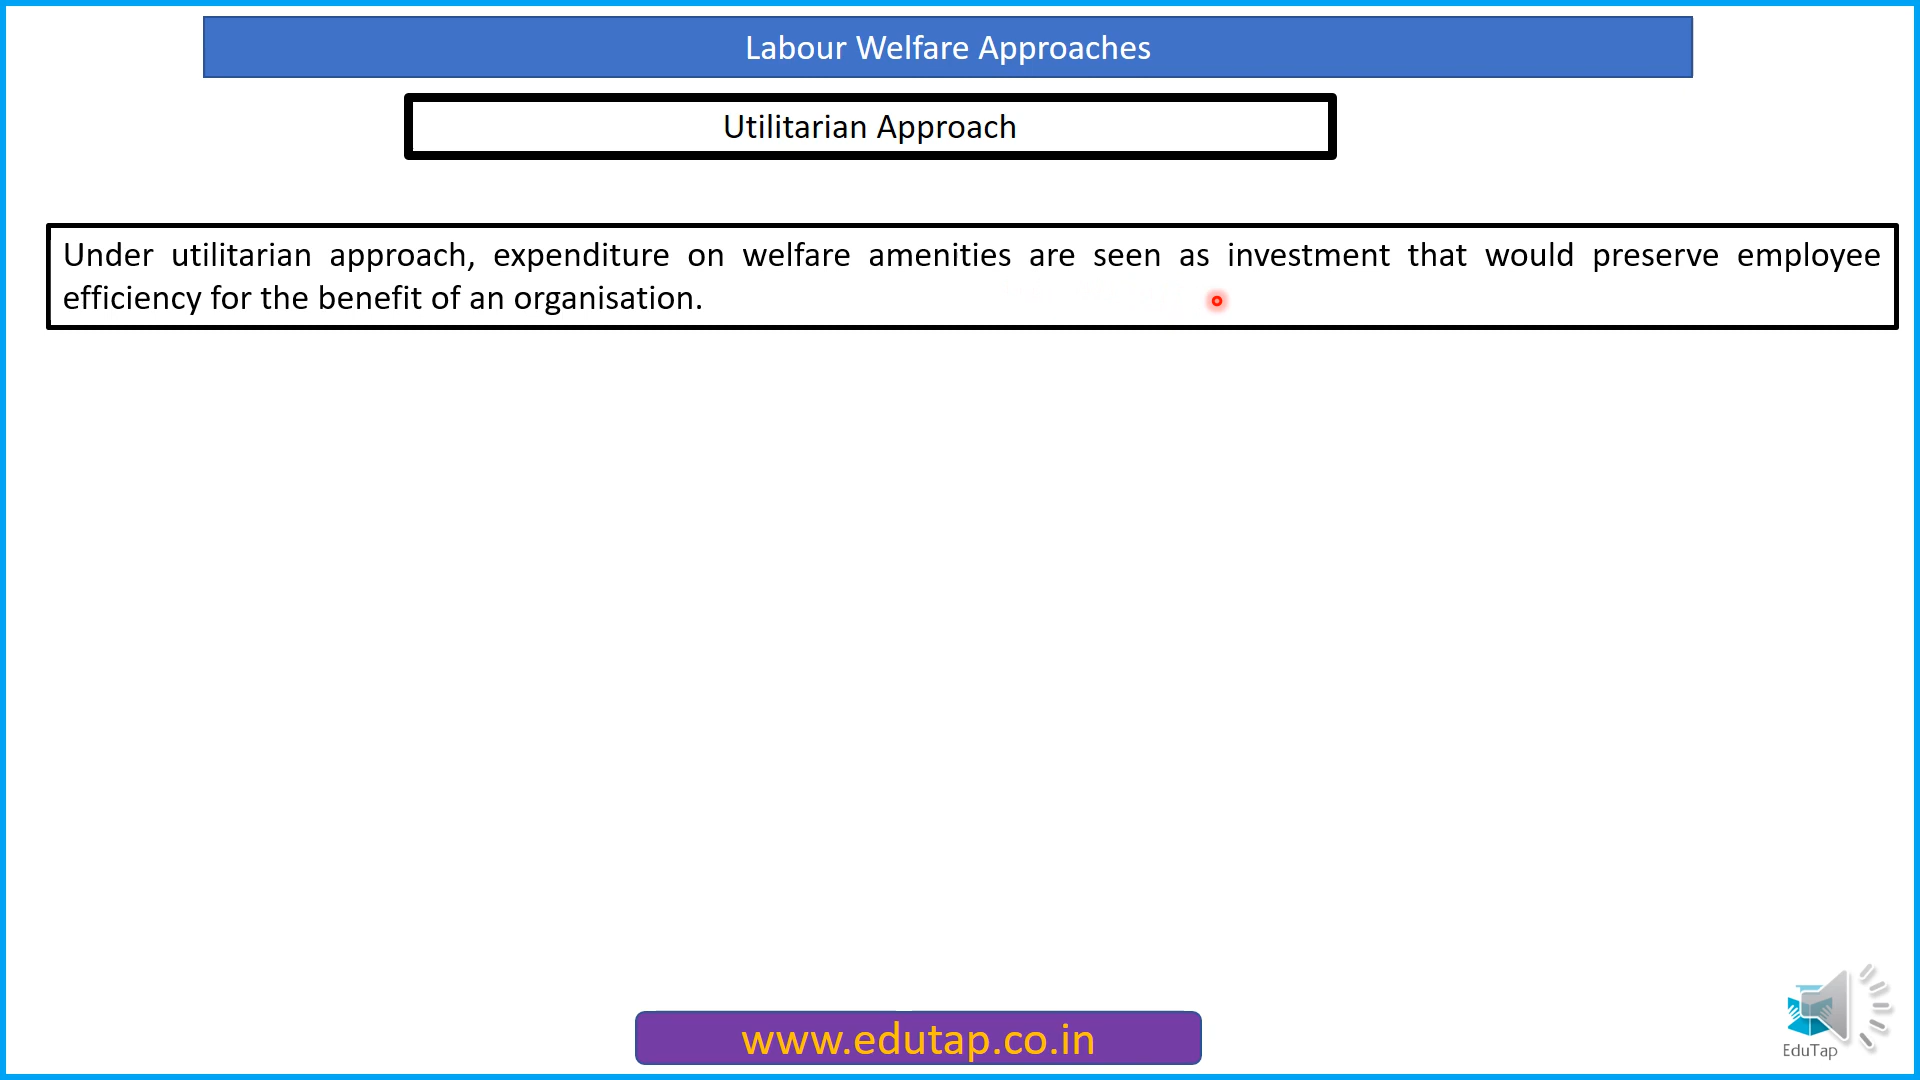 Labour Welfare Approaches
Utilitarian Approach
Under utilitarian approach, expenditure on welfare amenities are seen as investment that would preserve employee
efficiency for the benefit of an organisation.
www.edutap.co.in
EduTap